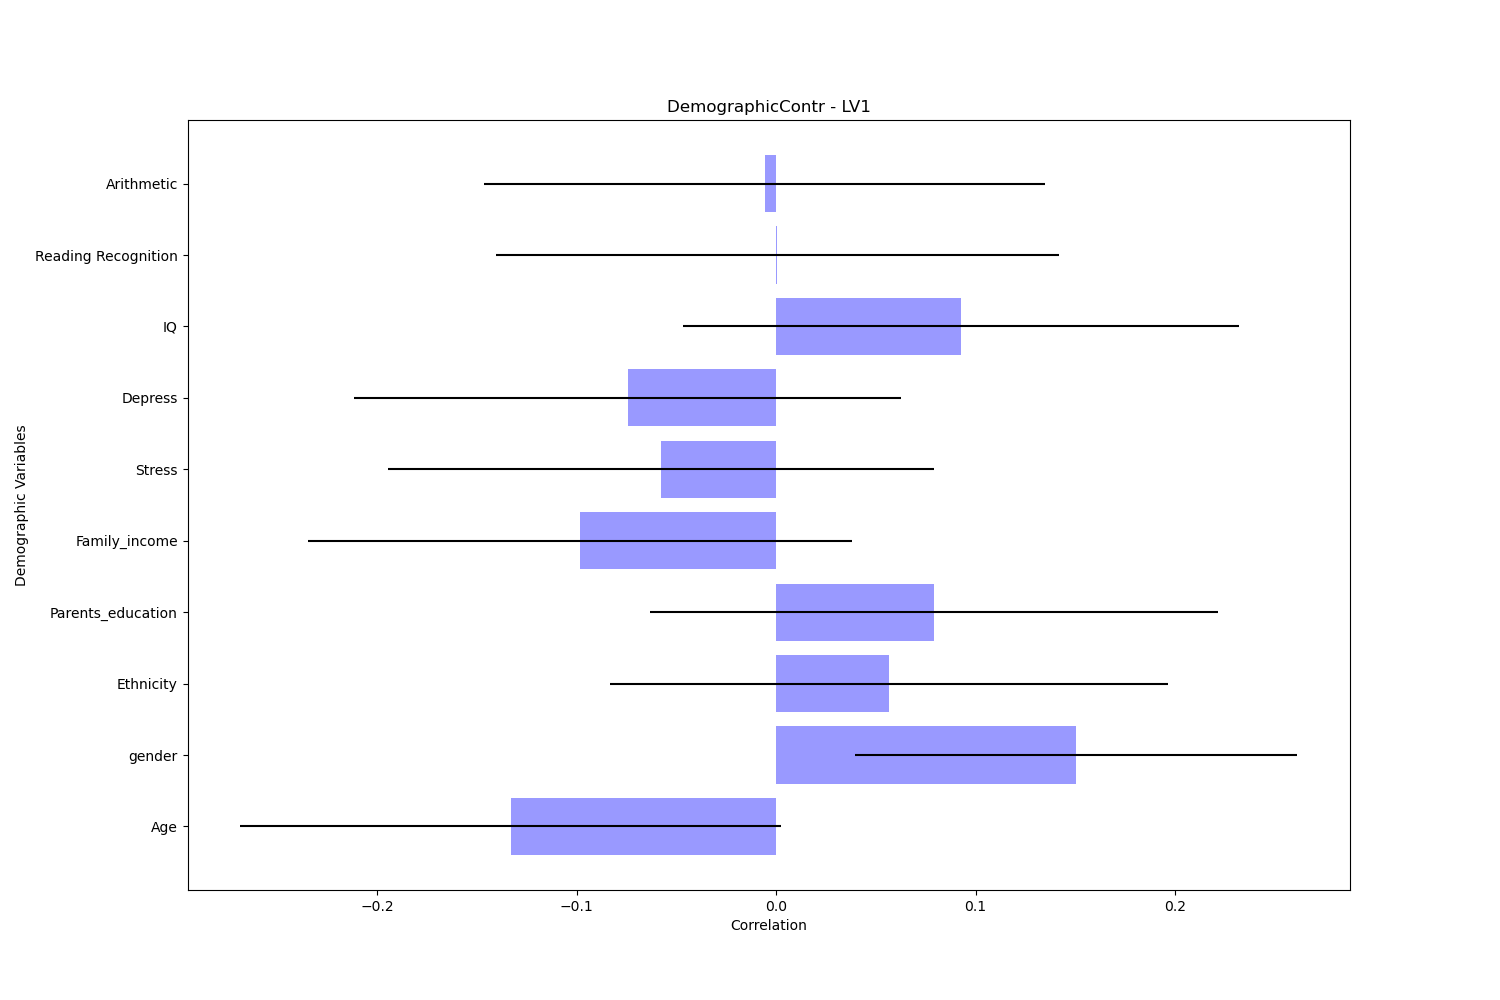 DemographicContr - LV1
Demographic Variables
Arithmetic
Reading Recognition
IQ
Depress
Stress
Family_income
Parents_education
Ethnicity
gender
Age
−0.2 −0.1 0.0 0.1 0.2
Correlation